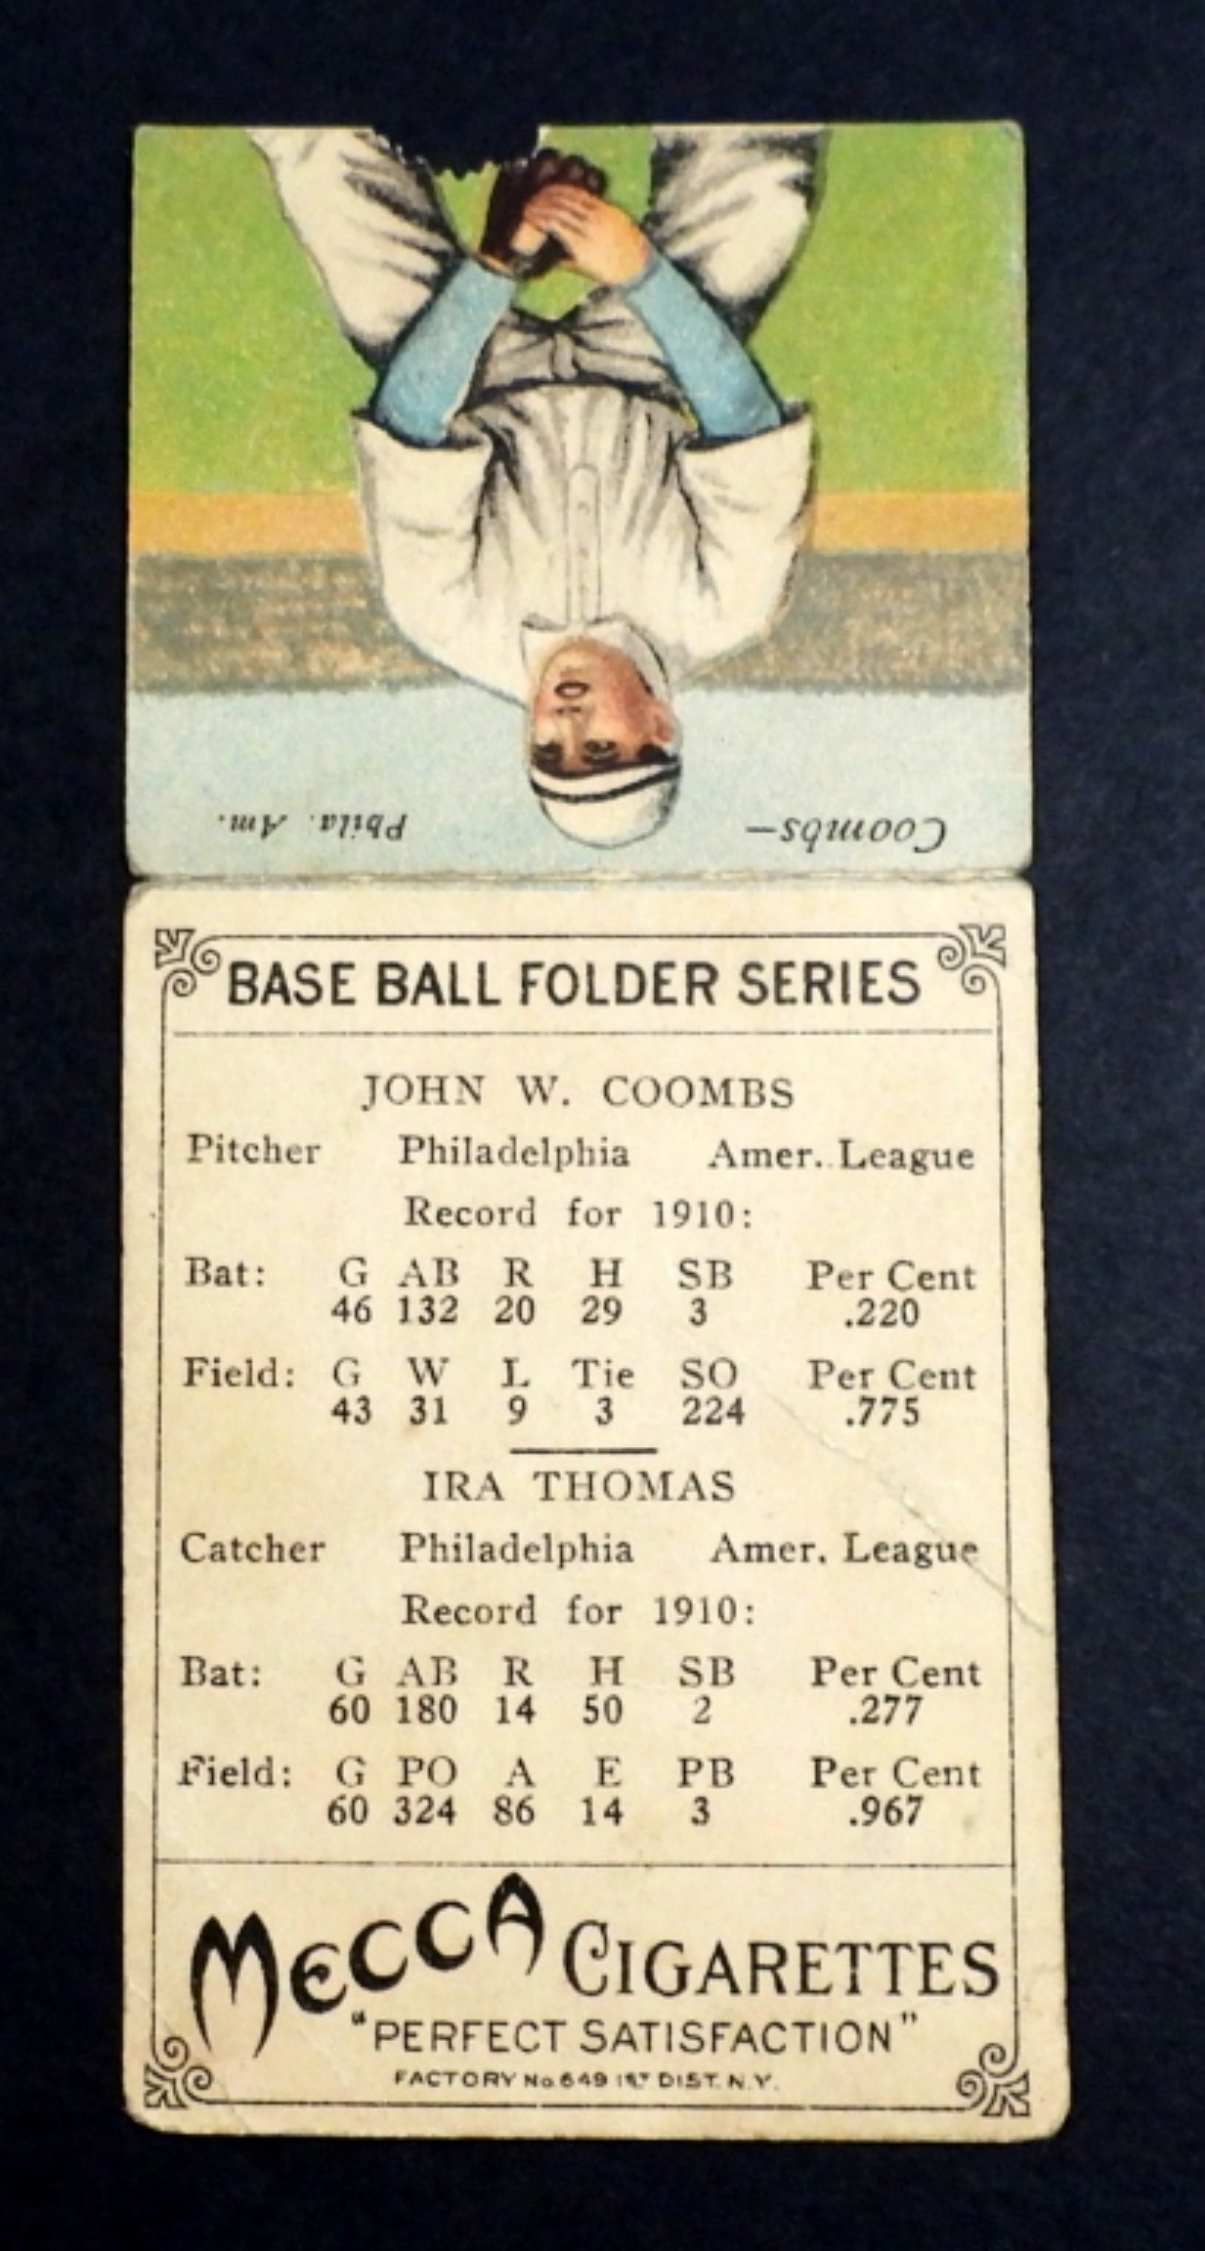 Coombs— Phila. Am.
BASE BALL FOLDER SERIES
JOHN W. COOMBS
Pitcher Philadelphia Amer. League
Record for 1910:
Bat: G AB R H SB Per Cent
46 132 20 29 3 .220
Field: G W L Tie SO Per Cent
43 31 9 3 224 .775
IRA THOMAS
Catcher Philadelphia Amer. League
Record for 1910:
Bat: G AB R H SB Per Cent
60 180 14 50 2 .277
Field: G PO A E PB Per Cent
60 324 86 14 3 .967
MECCA CIGARETTES
"PERFECT SATISFACTION"
FACTORY No. 649 1ST DIST. N.Y.